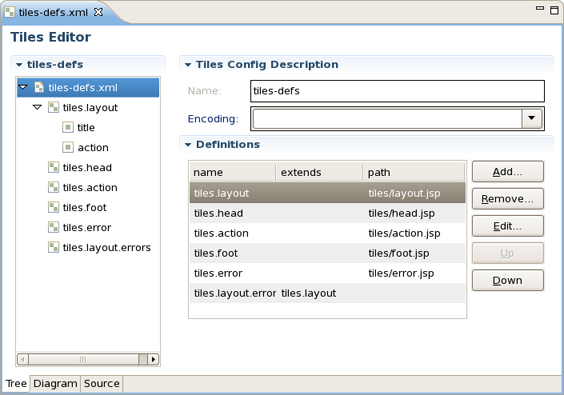 tiles-defs.xml
Tiles Editor
tiles-defs
tiles-defs.xml
tiles.layout
title
action
tiles.head
tiles.action
tiles.foot
tiles.error
tiles.layout.errors
Tiles Config Description
Name: tiles-defs
Encoding:
Definitions
name extends path
tiles.layout tiles/layout.jsp
tiles.head tiles/head.jsp
tiles.action tiles/action.jsp
tiles.foot tiles/foot.jsp
tiles.error tiles/error.jsp
tiles.layout.error tiles.layout
Add...
Remove...
Edit...
Up
Down
Tree Diagram Source